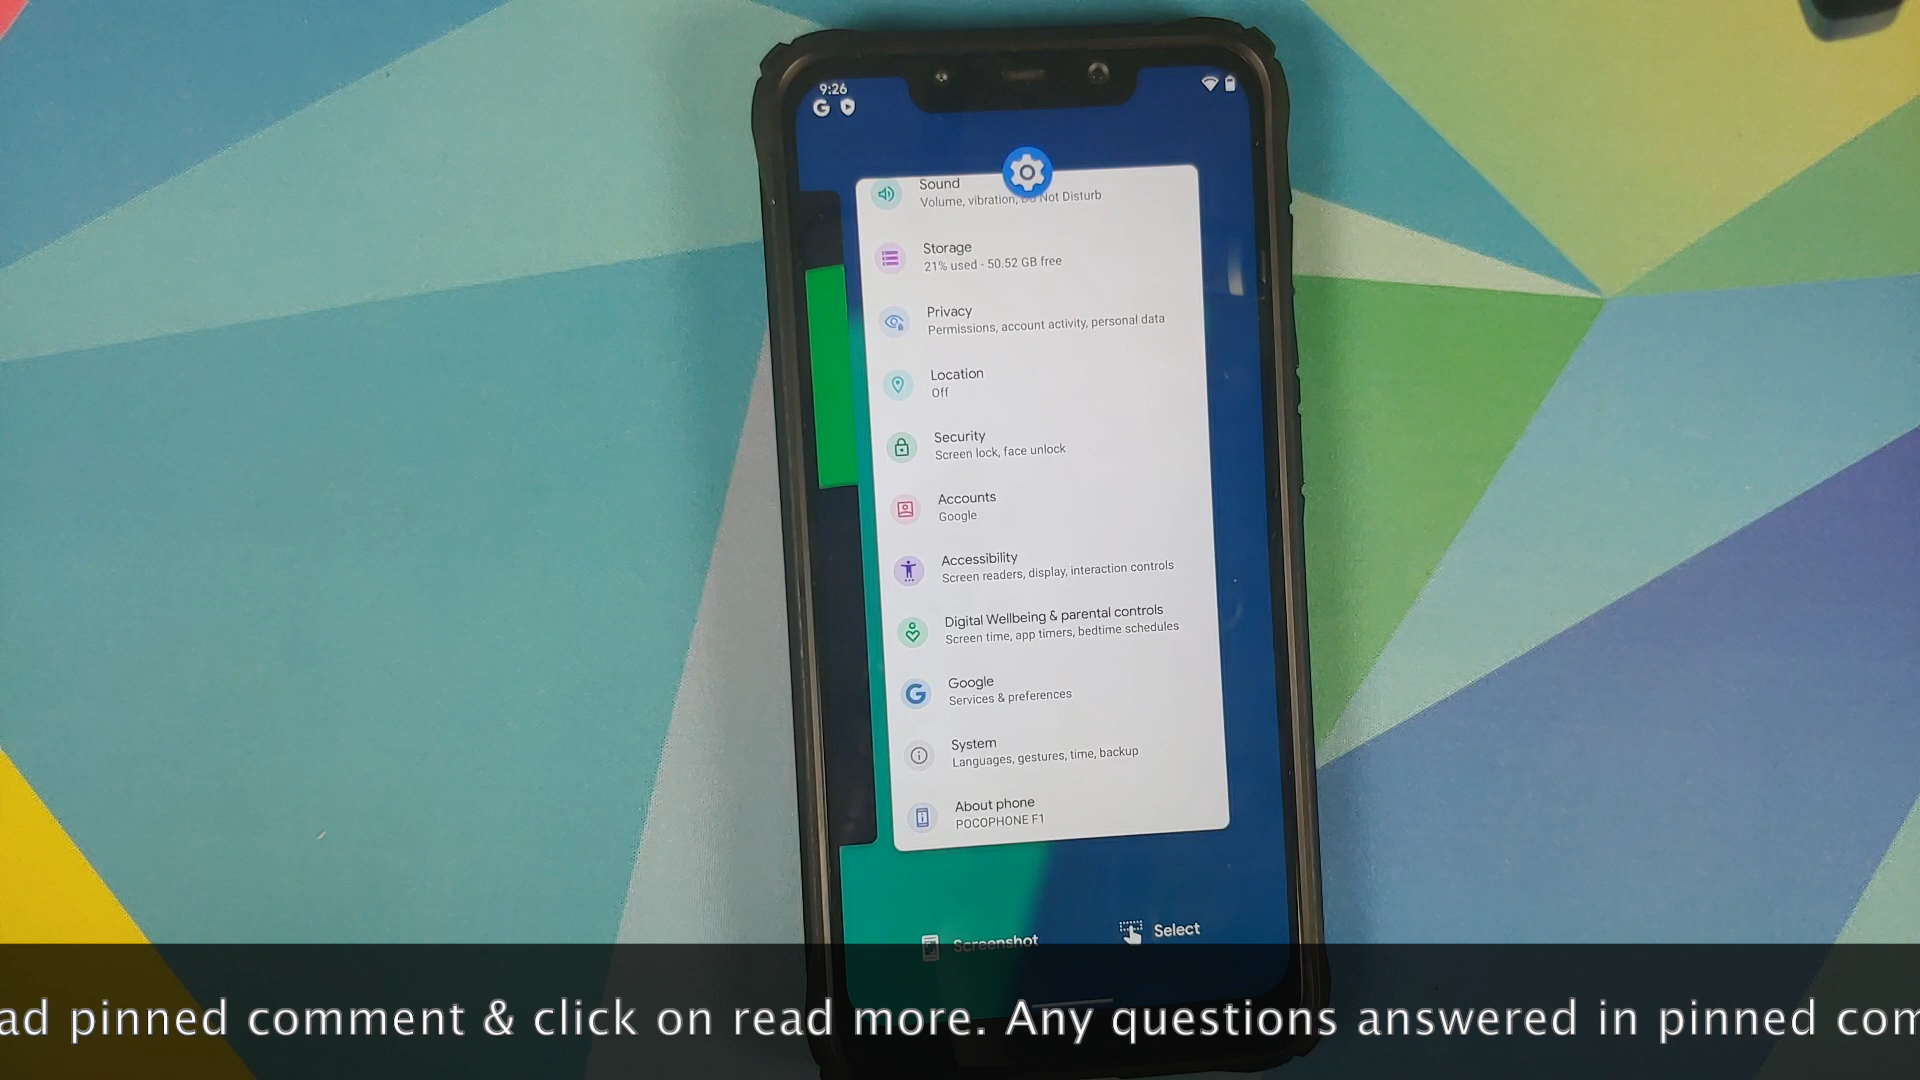 9:26
Sound
Volume, vibration, Do Not Disturb
Storage
21% used - 50.52 GB free
Privacy
Permissions, account activity, personal data
Location
Off
Security
Screen lock, face unlock
Accounts
Google
Accessibility
Screen readers, display, interaction controls
Digital Wellbeing & parental controls
Screen time, app timers, bedtime schedules
Google
Services & preferences
System
Languages, gestures, time, backup
About phone
POCOPHONE F1
Screenshot
Select
ad pinned comment & click on read more. Any questions answered in pinned com